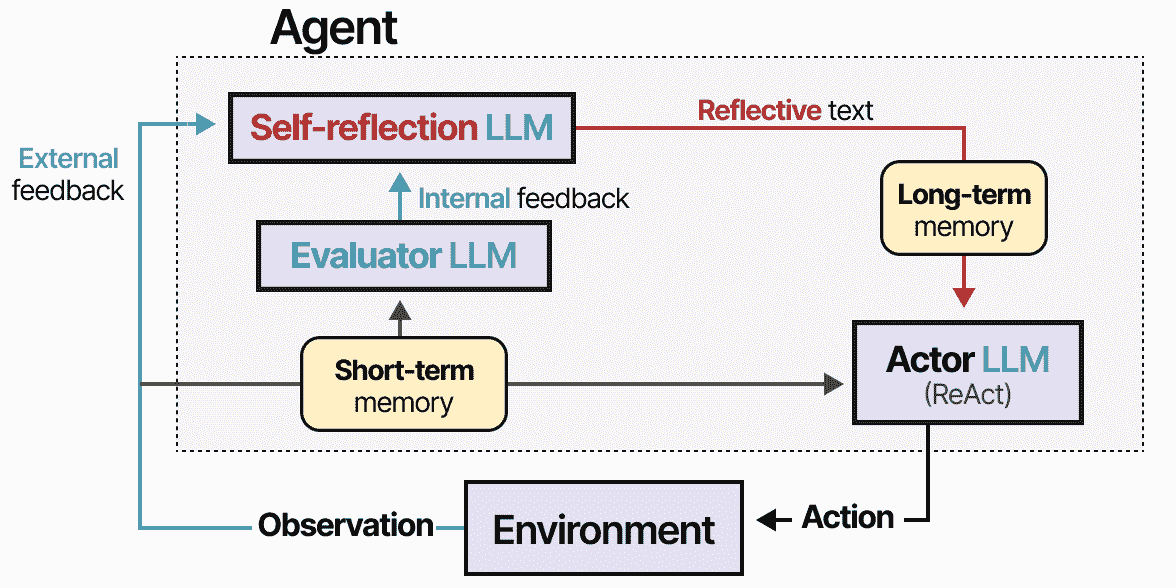 Agent
Self-reflection LLM
Reflective text
External
feedback
Internal feedback
Long-term
memory
Evaluator LLM
Short-term
memory
Actor LLM
(ReAct)
Observation
Environment
Action